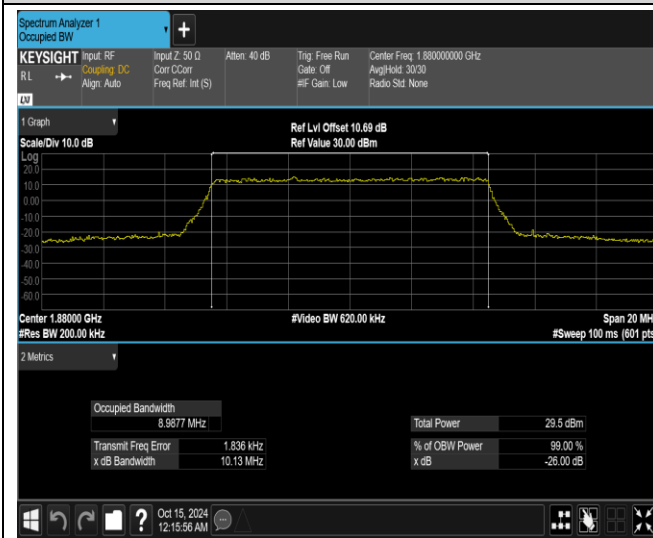 Spectrum Analyzer 1
Occupied BW
KEYSIGHT
RL
LXI
Input: RF
Coupling: DC
Align: Auto
Input Z: 50 Ω
Corr CCorr
Freq Ref: Int (S)
Atten: 40 dB
Trig: Free Run
Gate: Off
#IF Gain: Low
Center Freq: 1.880000000 GHz
Avg|Hold: 30/30
Radio Std: None
1 Graph
Scale/Div 10.0 dB
Ref Lvl Offset 10.69 dB
Ref Value 30.00 dBm
Log
20.0
10.0
0.00
-10.0
-20.0
-30.0
-40.0
-50.0
-60.0
Center 1.88000 GHz
#Res BW 200.00 kHz
#Video BW 620.00 kHz
Span 20 MH
#Sweep 100 ms (601 pts
2 Metrics
Occupied Bandwidth
8.9877 MHz
Transmit Freq Error 1.836 kHz
x dB Bandwidth 10.13 MHz
Total Power 29.5 dBm
% of OBW Power 99.00 %
x dB -26.00 dB
?
Oct 15, 2024
12:15:56 AM